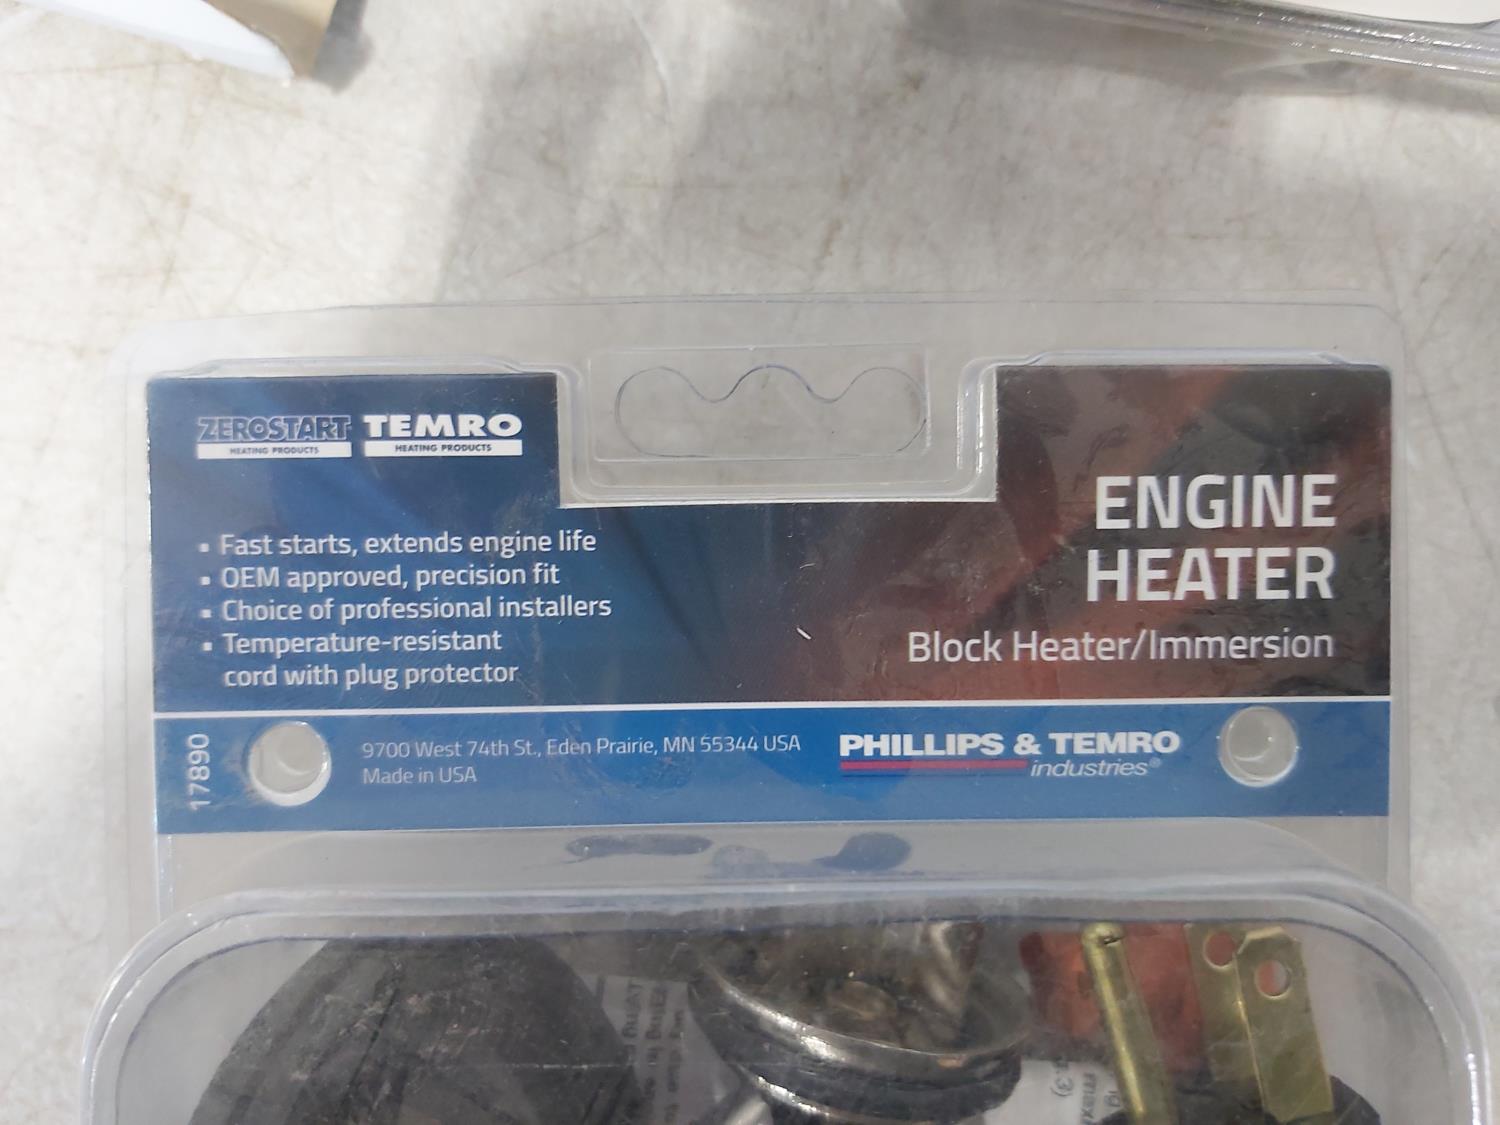 ZEROSTART TEMRO
HEATING PRODUCTS HEATING PRODUCTS
▪ Fast starts, extends engine life
▪ OEM approved, precision fit
▪ Choice of professional installers
▪ Temperature-resistant
cord with plug protector
ENGINE
HEATER
Block Heater/Immersion
17890
9700 West 74th St., Eden Prairie, MN 55344 USA
Made in USA
PHILLIPS & TEMRO
industries®